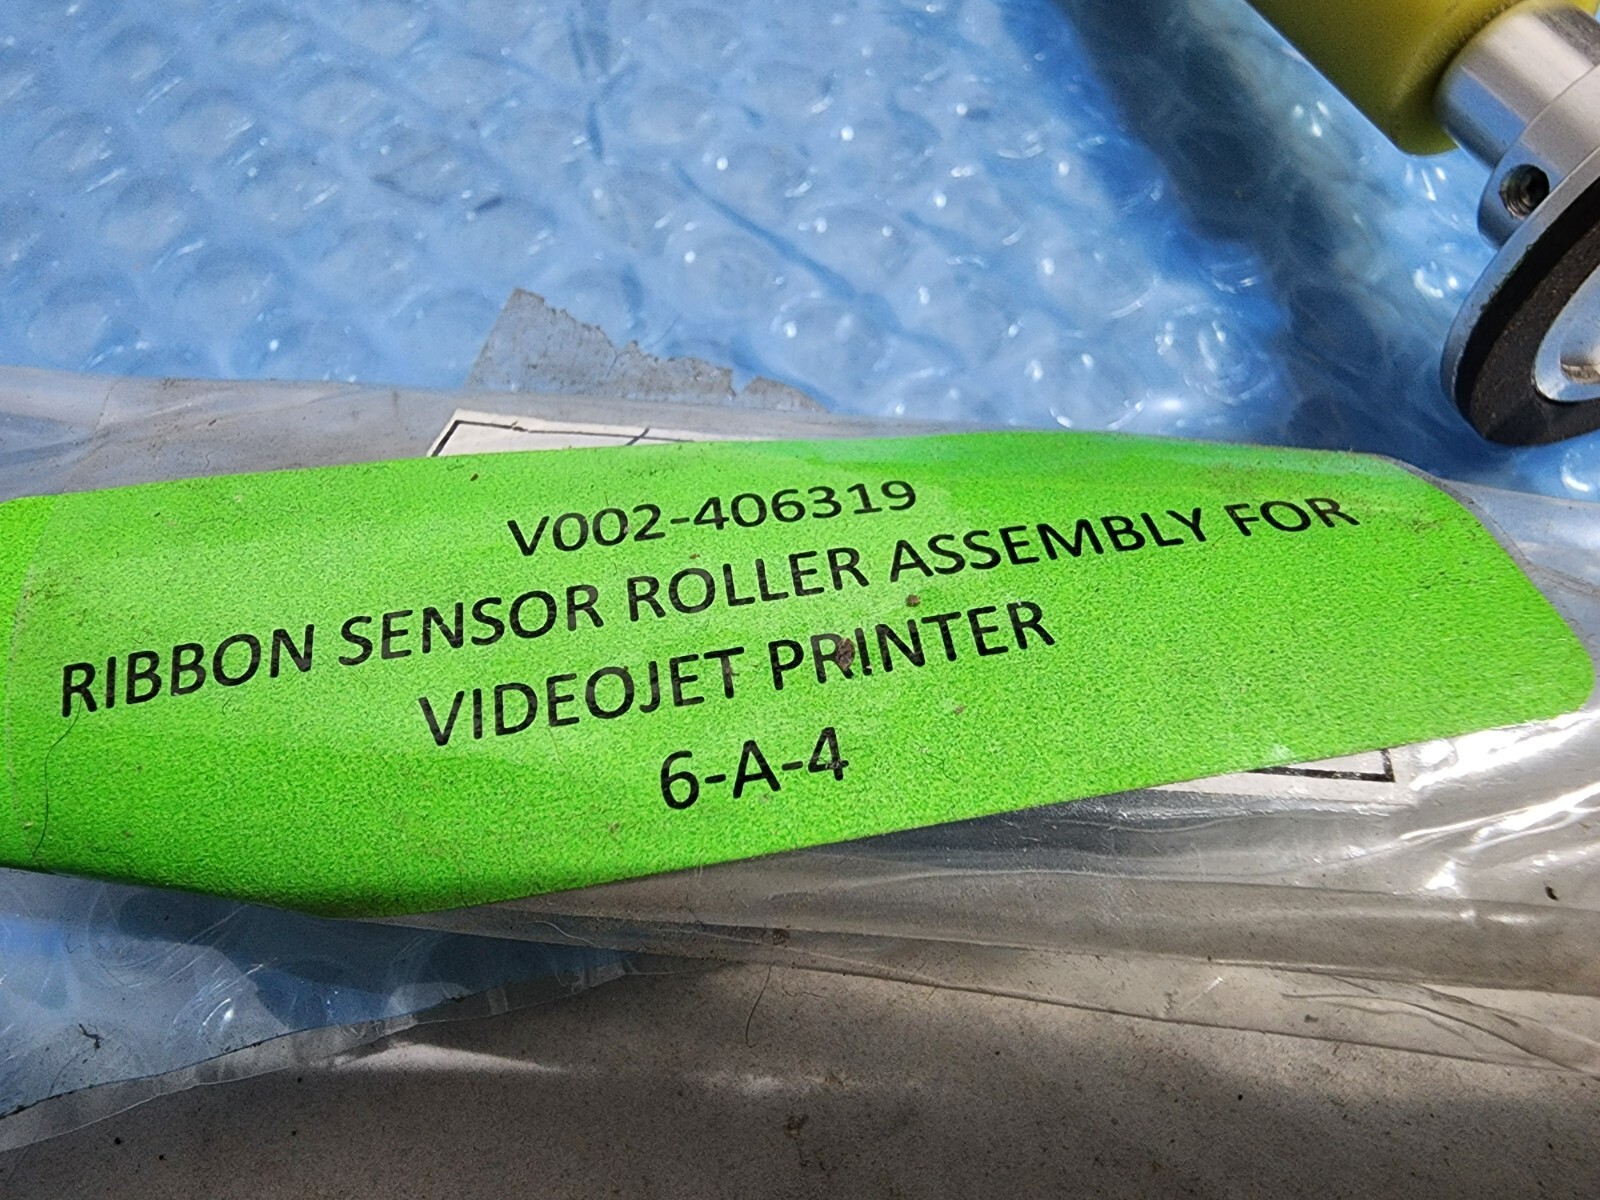 V002-406319
RIBBON SENSOR ROLLER ASSEMBLY FOR
VIDEOJET PRINTER
6-A-4